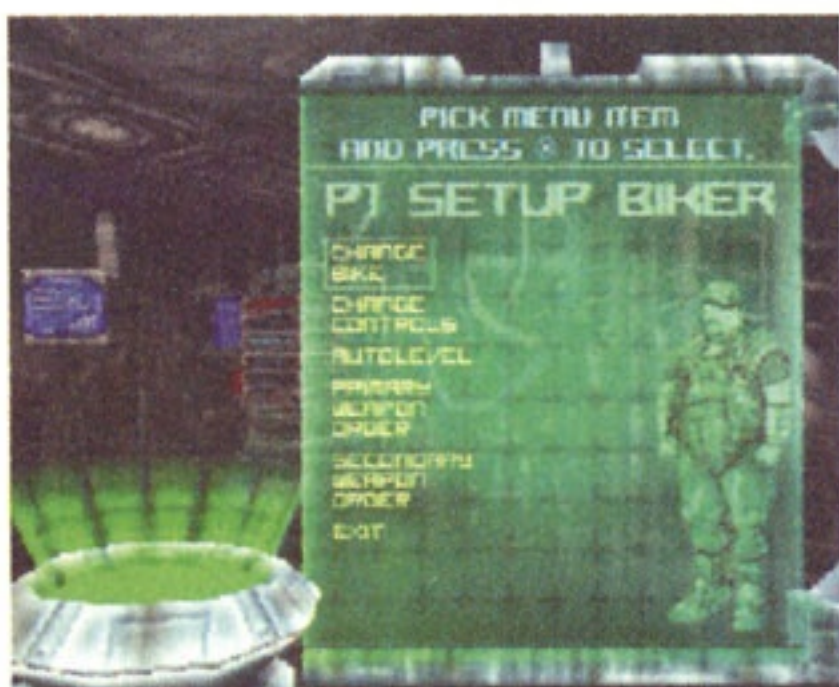 PICK MENU ITEM
AND PRESS ⓧ TO SELECT.
P1 SETUP BIKER
CHANGE
BIKE
CHANGE
CONTROLS
AUTOLEVEL
PRIMARY
WEAPON
ORDER
SECONDARY
WEAPON
ORDER
EXIT